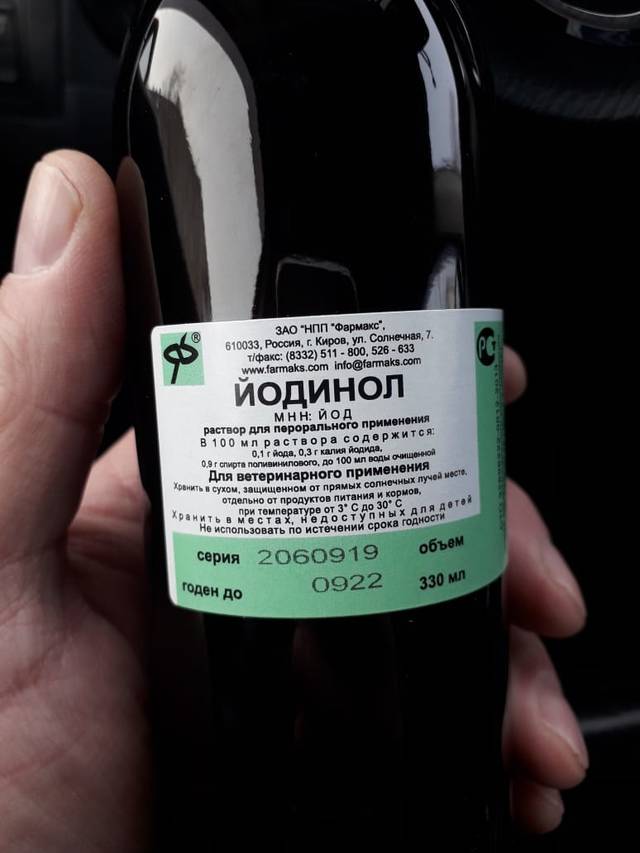 ЗАО "НПП "Фармакс",
610033, Россия, г. Киров, ул. Солнечная, 7.
т/факс: (8332) 511 - 800, 526 - 633
www.farmaks.com info@farmaks.com
ЙОДИНОЛ
МНН: ЙОД
раствор для перорального применения
В 100 мл раствора содержится:
0,1 г йода, 0,3 г калия йодида,
0,9 г спирта поливинилового, до 100 мл воды очищенной
Для ветеринарного применения
Хранить в сухом, защищенном от прямых солнечных лучей месте,
отдельно от продуктов питания и кормов,
при температуре от 3° С до 30° С
Хранить в местах, недоступных для детей
Не использовать по истечении срока годности
серия 2060919 объем
годен до 0922 330 мл